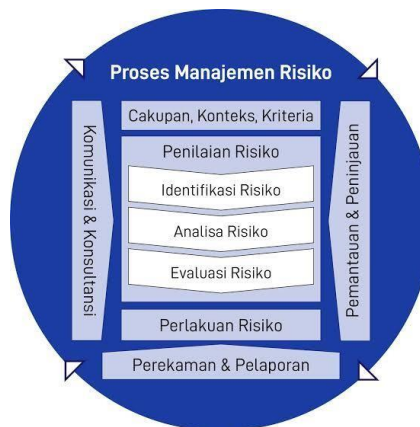 Proses Manajemen Risiko
Cakupan, Konteks, Kriteria
Komunikasi & Konsultansi
Penilaian Risiko
Identifikasi Risiko
Analisa Risiko
Evaluasi Risiko
Pemantauan & Peninjauan
Perlakuan Risiko
Perekaman & Pelaporan